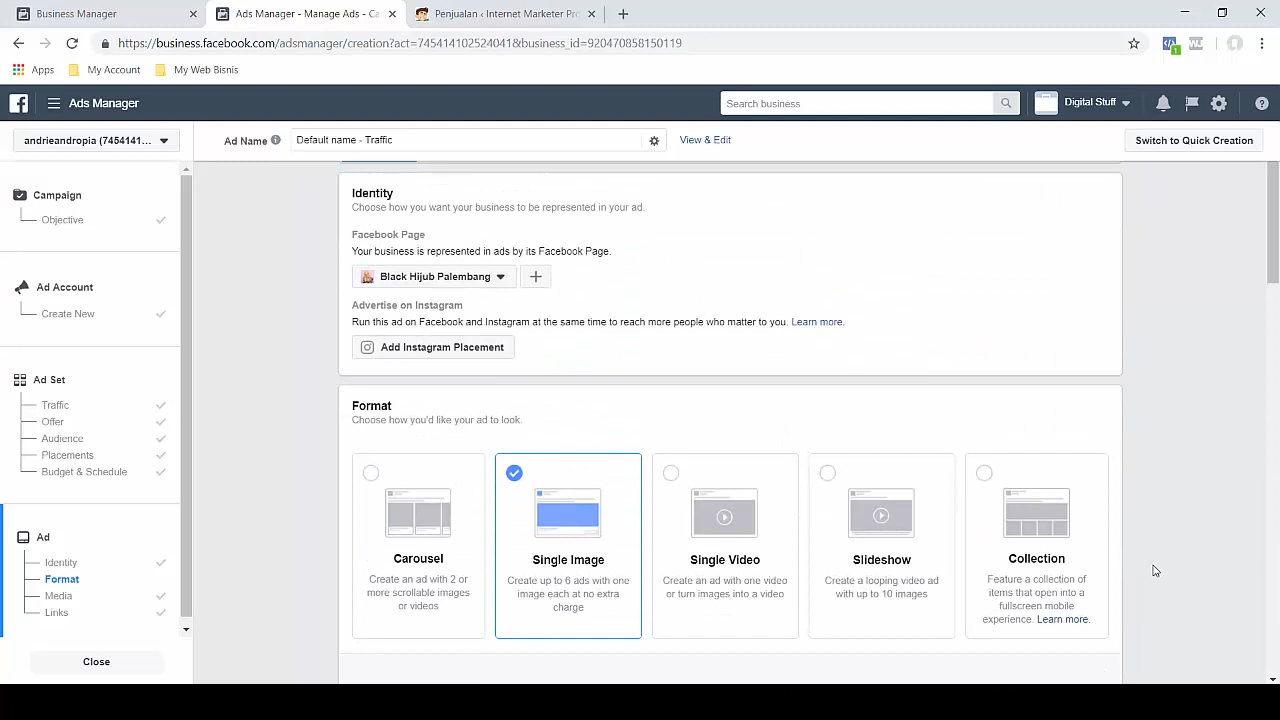 Business Manager
Ads Manager - Manage Ads - Ca
Penjualan ‹ Internet Marketer Pro
https://business.facebook.com/adsmanager/creation?act=745414102524041&business_id=920470858150119
1
Apps My Account My Web Bisnis
Ads Manager
Search business
Digital Stuff
andrieandropia (7454141...
Ad Name
Default name - Traffic
View & Edit
Switch to Quick Creation
Campaign
Objective
Ad Account
Create New
Ad Set
Traffic
Offer
Audience
Placements
Budget & Schedule
Ad
Identity
Format
Media
Links
Close
Identity
Choose how you want your business to be represented in your ad.
Facebook Page
Your business is represented in ads by its Facebook Page.
Black Hijub Palembang
Advertise on Instagram
Run this ad on Facebook and Instagram at the same time to reach more people who matter to you. Learn more.
Add Instagram Placement
Format
Choose how you'd like your ad to look.
Carousel
Create an ad with 2 or
more scrollable images
or videos
Single Image
Create up to 6 ads with one
image each at no extra
charge
Single Video
Create an ad with one video
or turn images into a video
Slideshow
Create a looping video ad
with up to 10 images
Collection
Feature a collection of
items that open into a
fullscreen mobile
experience. Learn more.